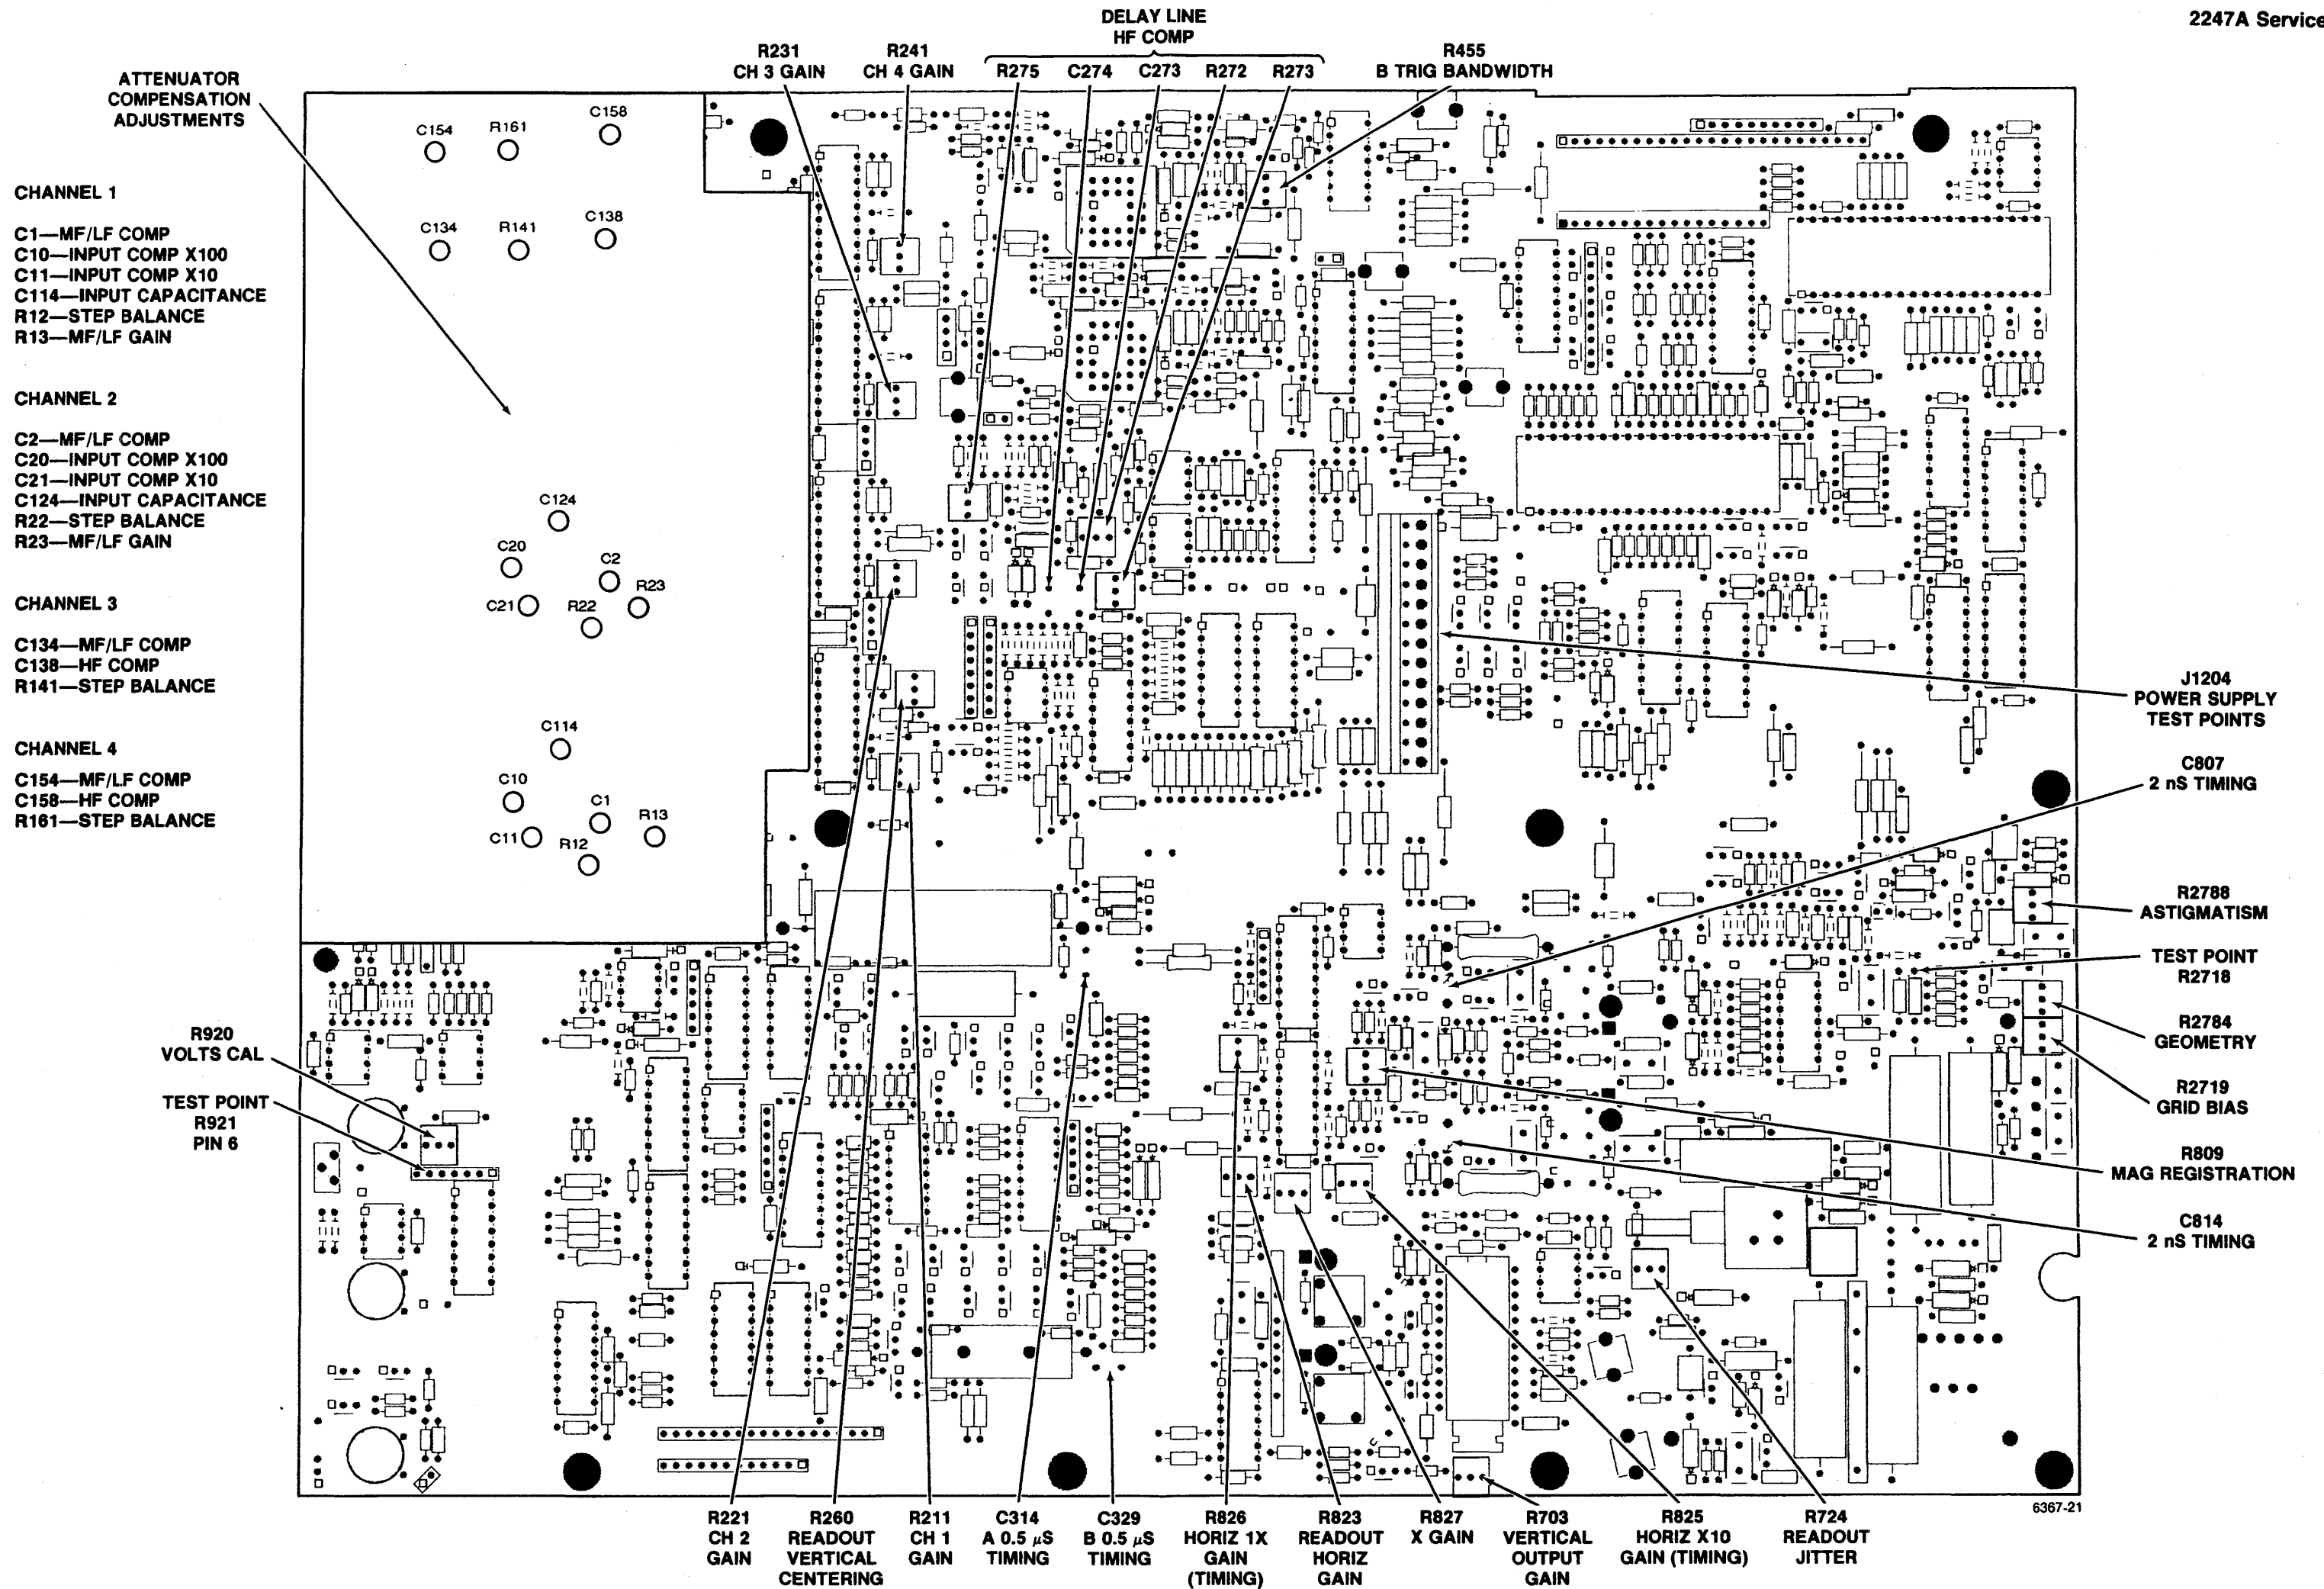 2247A Service
DELAY LINE
HF COMP
R231
CH 3 GAIN
R241
CH 4 GAIN
R275
C274
C273
R272
R273
R455
B TRIG BANDWIDTH
ATTENUATOR
COMPENSATION
ADJUSTMENTS
CHANNEL 1
C1—MF/LF COMP
C10—INPUT COMP X100
C11—INPUT COMP X10
C114—INPUT CAPACITANCE
R12—STEP BALANCE
R13—MF/LF GAIN
CHANNEL 2
C2—MF/LF COMP
C20—INPUT COMP X100
C21—INPUT COMP X10
C124—INPUT CAPACITANCE
R22—STEP BALANCE
R23—MF/LF GAIN
CHANNEL 3
C134—MF/LF COMP
C138—HF COMP
R141—STEP BALANCE
CHANNEL 4
C154—MF/LF COMP
C158—HF COMP
R161—STEP BALANCE
C154
R161
C158
C134
R141
C138
C124
C20
C2
C21
R22
R23
C114
C10
C1
R13
C11
R12
R920
VOLTS CAL
TEST POINT
R921
PIN 6
J1204
POWER SUPPLY
TEST POINTS
C807
2 nS TIMING
R2788
ASTIGMATISM
TEST POINT
R2718
R2784
GEOMETRY
R2719
GRID BIAS
R809
MAG REGISTRATION
C814
2 nS TIMING
6367-21
R221
CH 2
GAIN
R260
READOUT
VERTICAL
CENTERING
R211
CH 1
GAIN
C314
A 0.5 µS
TIMING
C329
B 0.5 µS
TIMING
R826
HORIZ 1X
GAIN
(TIMING)
R823
READOUT
HORIZ
GAIN
R827
X GAIN
R703
VERTICAL
OUTPUT
GAIN
R825
HORIZ X10
GAIN (TIMING)
R724
READOUT
JITTER